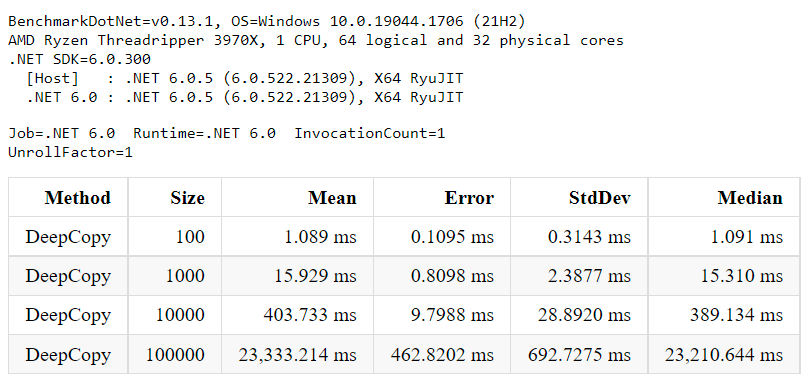 BenchmarkDotNet=v0.13.1, OS=Windows 10.0.19044.1706 (21H2)
AMD Ryzen Threadripper 3970X, 1 CPU, 64 logical and 32 physical cores
.NET SDK=6.0.300
[Host]   : .NET 6.0.5 (6.0.522.21309), X64 RyuJIT
.NET 6.0 : .NET 6.0.5 (6.0.522.21309), X64 RyuJIT
Job=.NET 6.0  Runtime=.NET 6.0  InvocationCount=1
UnrollFactor=1
Method Size Mean Error StdDev Median
DeepCopy 100 1.089 ms 0.1095 ms 0.3143 ms 1.091 ms
DeepCopy 1000 15.929 ms 0.8098 ms 2.3877 ms 15.310 ms
DeepCopy 10000 403.733 ms 9.7988 ms 28.8920 ms 389.134 ms
DeepCopy 100000 23,333.214 ms 462.8202 ms 692.7275 ms 23,210.644 ms